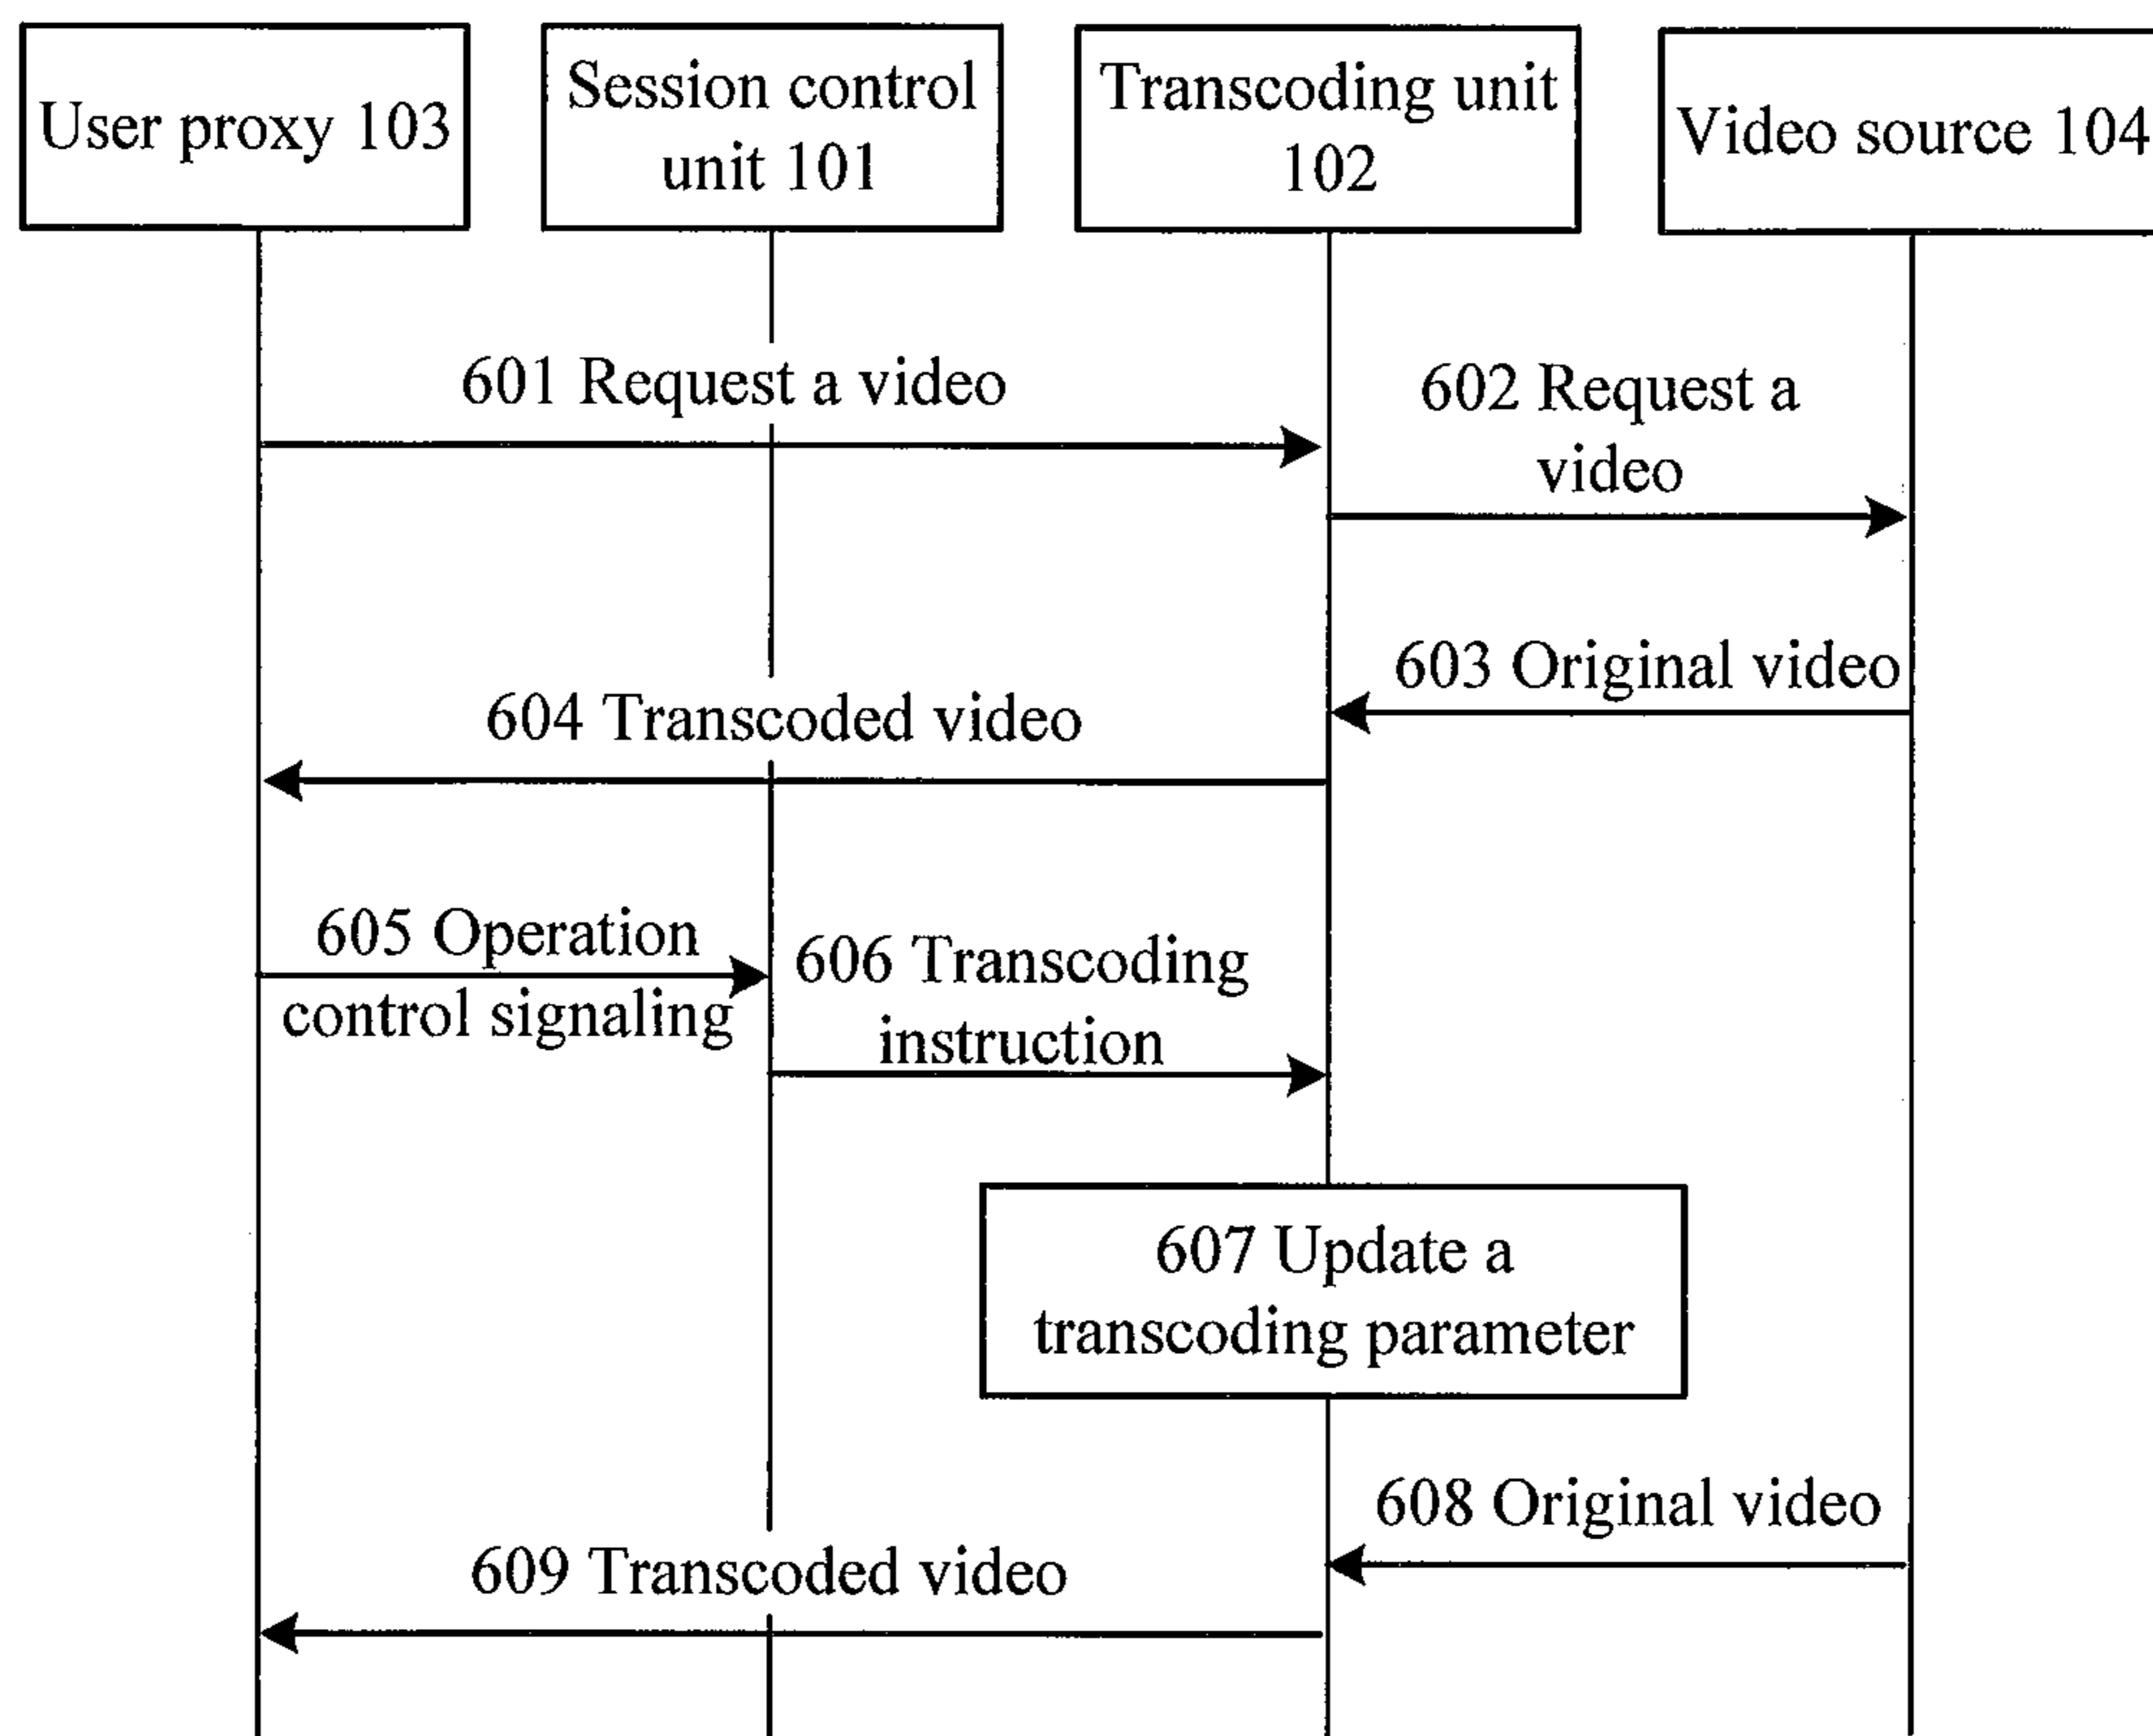 User proxy 103
Session control
unit 101
Transcoding unit
102
Video source 104
601 Request a video
602 Request a
video
603 Original video
604 Transcoded video
605 Operation
control signaling
606 Transcoding
instruction
607 Update a
transcoding parameter
608 Original video
609 Transcoded video